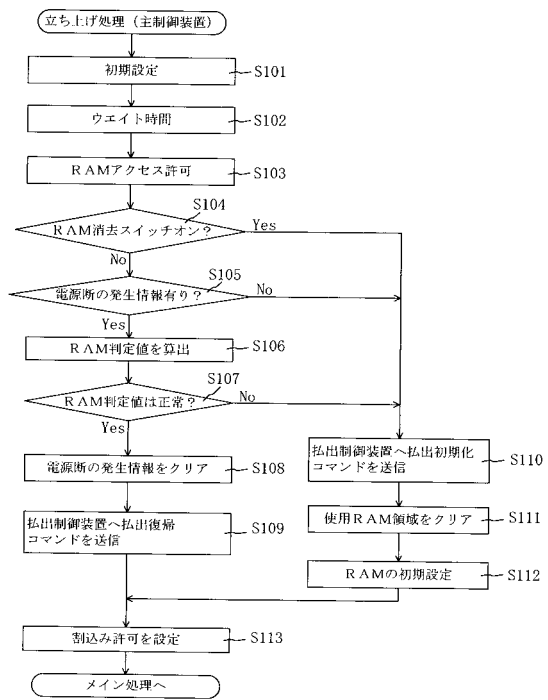 立ち上げ処理（主制御装置）
初期設定
S101
ウエイト時間
S102
ＲＡＭアクセス許可
S103
S104
ＲＡＭ消去スイッチオン？
Yes
No
S105
電源断の発生情報有り？
No
Yes
ＲＡＭ判定値を算出
S106
S107
ＲＡＭ判定値は正常？
No
Yes
電源断の発生情報をクリア
S108
払出制御装置へ払出初期化
コマンドを送信
S110
払出制御装置へ払出復帰
コマンドを送信
S109
使用ＲＡＭ領域をクリア
S111
ＲＡＭの初期設定
S112
割込み許可を設定
S113
メイン処理へ